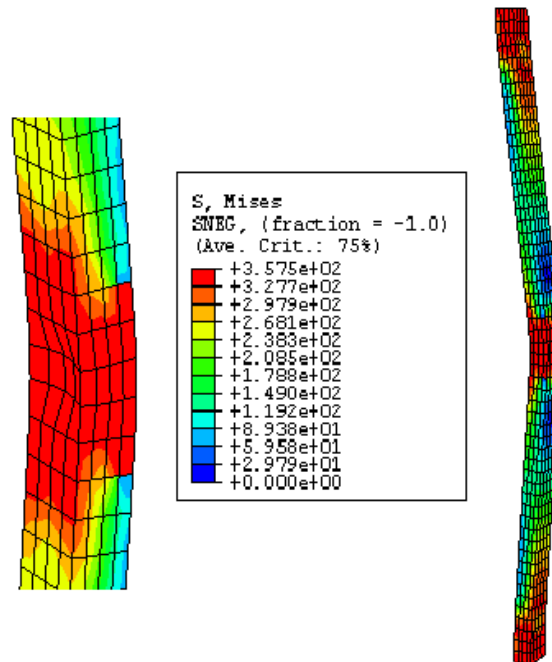 S, Mises
SNEG, (fraction = -1.0)
(Ave. Crit.: 75%)
+3.575e+02
+3.277e+02
+2.979e+02
+2.681e+02
+2.383e+02
+2.085e+02
+1.788e+02
+1.490e+02
+1.192e+02
+8.938e+01
+5.958e+01
+2.979e+01
+0.000e+00